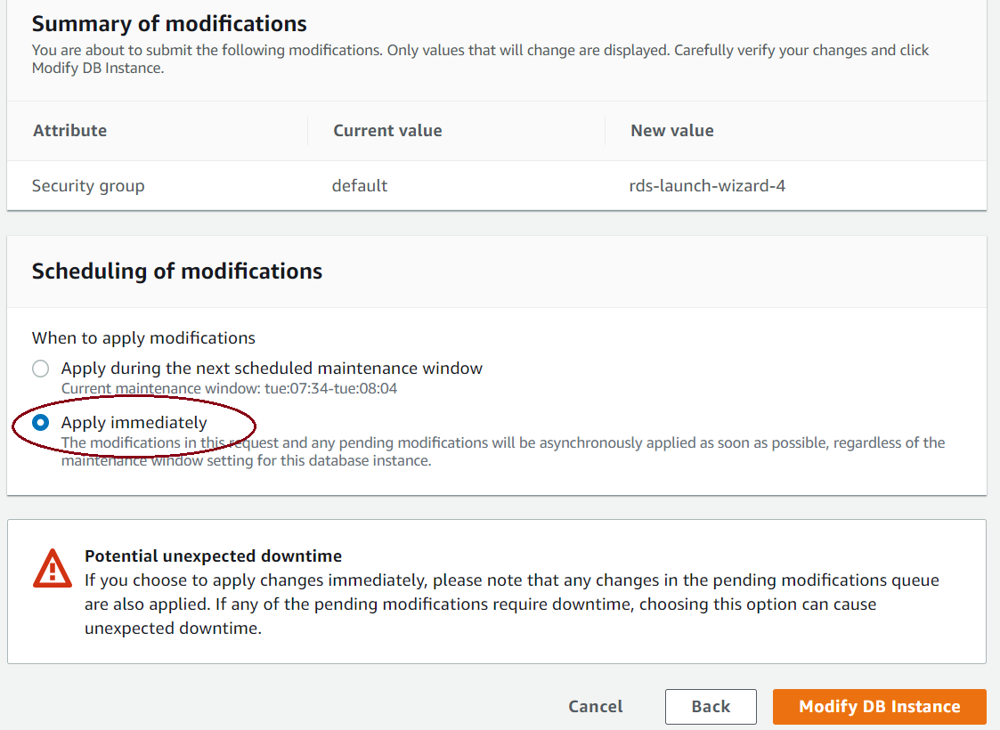 Summary of modifications
You are about to submit the following modifications. Only values that will change are displayed. Carefully verify your changes and click
Modify DB Instance.
Attribute
Current value
New value
Security group
default
rds-launch-wizard-4
Scheduling of modifications
When to apply modifications
Apply during the next scheduled maintenance window
Current maintenance window: tue:07:34-tue:08:04
Apply immediately
The modifications in this request and any pending modifications will be asynchronously applied as soon as possible, regardless of the
maintenance window setting for this database instance.
Potential unexpected downtime
If you choose to apply changes immediately, please note that any changes in the pending modifications queue
are also applied. If any of the pending modifications require downtime, choosing this option can cause
unexpected downtime.
Cancel
Back
Modify DB Instance